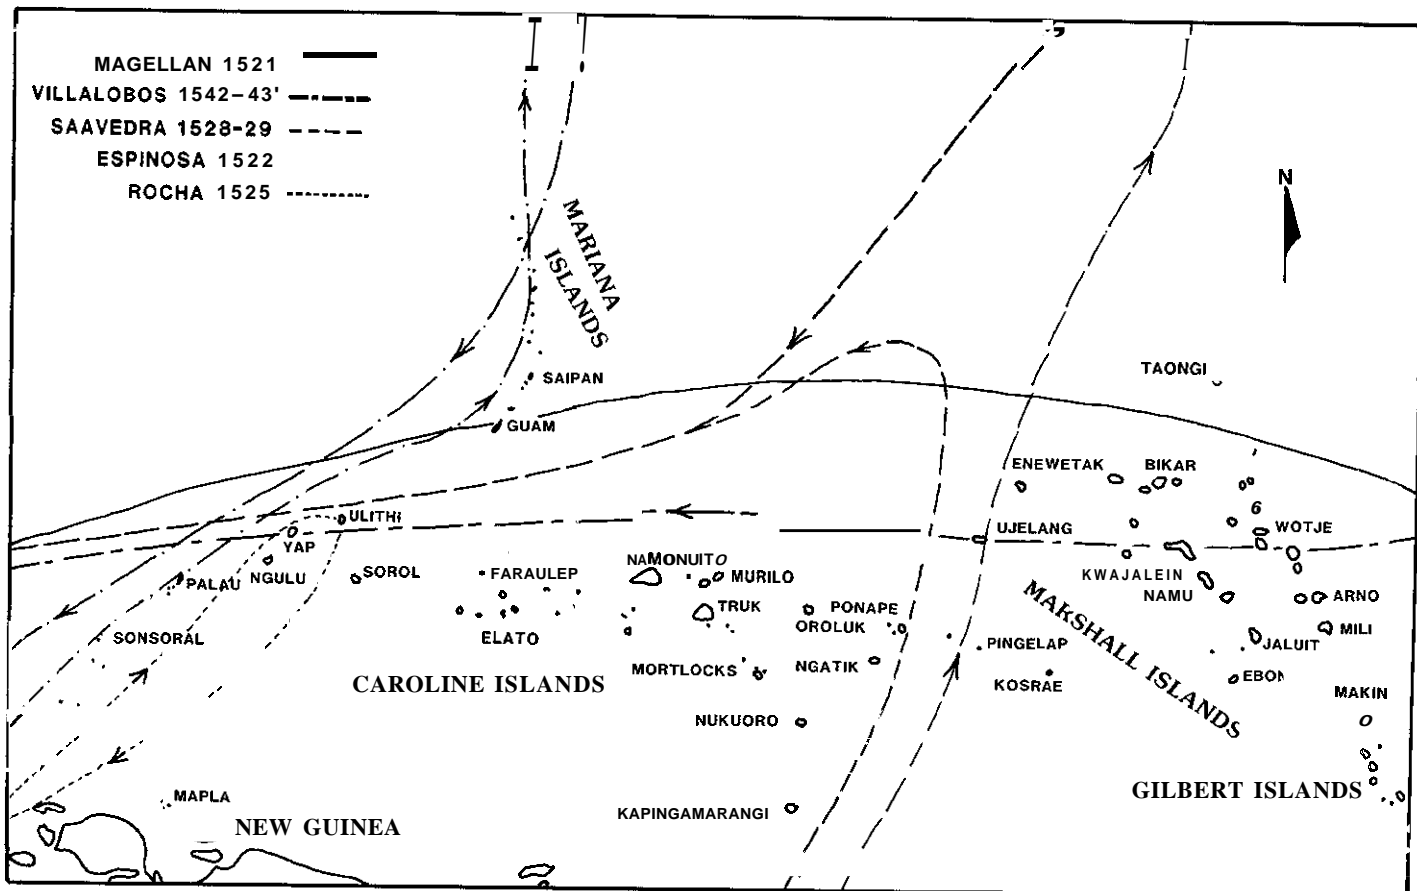 MAGELLAN 1521
VILLALOBOS 1542-43'
SAAVEDRA 1528-29
ESPINOSA 1522
ROCHA 1525
N
MARIANA
ISLANDS
SAIPAN
GUAM
TAONGI
ENEWETAK
BIKAR
6
WOTJE
UJELANG
ULITHI
YAP
NGULU
PALAU
SOROL
FARAULEP
NAMONUITO
MURILO
KWAJALEIN
NAMU
ARNO
TRUK
PONAPE
OROLUK
ELATO
SONSORAL
PINGELAP
MILI
JALUIT
MORTLOCKS
NGATIK
KOSRAE
EBON
MAKIN
CAROLINE ISLANDS
MARSHALL ISLANDS
NUKUORO
GILBERT ISLANDS
MAPLA
KAPINGAMARANGI
NEW GUINEA